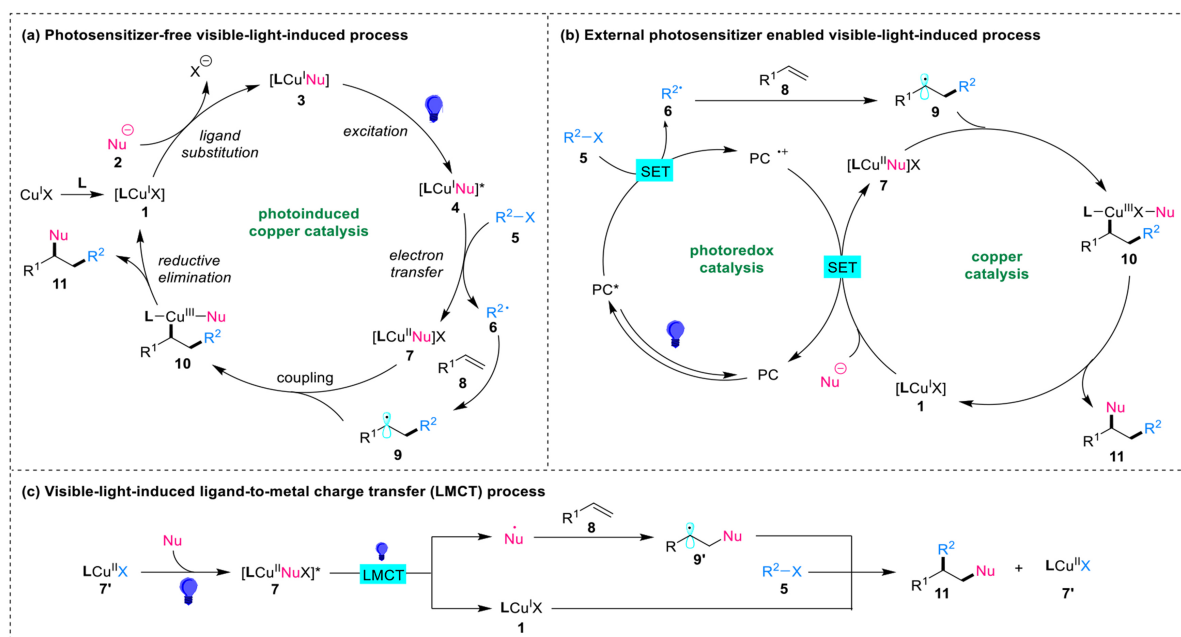 (a) Photosensitizer-free visible-light-induced process
X⊖
[LCuᴵNu]
3
excitation
Nu⊖
2
ligand
substitution
CuᴵX
L
[LCuᴵX]
1
[LCuᴵNu]*
4
photoinduced
copper catalysis
R²–X
5
electron
transfer
Nu
R¹
R²
11
reductive
elimination
L
Cuᴵᴵᴵ
Nu
R¹
R²
10
R²•
6
[LCuᴵᴵNu]X
7
R¹
8
coupling
R¹
R²
9
(b) External photosensitizer enabled visible-light-induced process
R¹
8
R²•
6
R¹
R²
9
R²–X
5
SET
PC •+
[LCuᴵᴵNu]X
7
L
CuᴵᴵᴵX
Nu
R¹
R²
10
photoredox
catalysis
SET
copper
catalysis
PC*
PC
Nu⊖
[LCuᴵX]
1
Nu
R¹
R²
11
(c) Visible-light-induced ligand-to-metal charge transfer (LMCT) process
Nu
LCuᴵᴵX
7'
[LCuᴵᴵNuX]*
7
LMCT
Nu•
R¹
8
R
Nu
9'
R²–X
5
LCuᴵX
1
R²
R¹
Nu
11
+
LCuᴵᴵX
7'